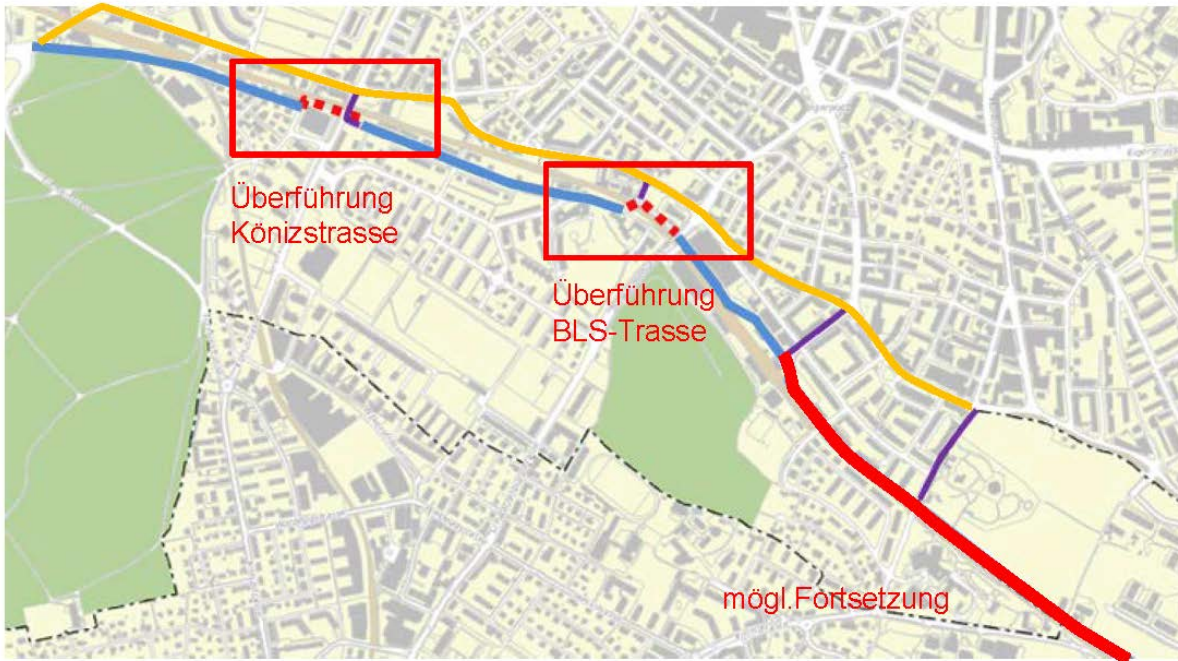 Überführung
Könizstrasse
Überführung
BLS-Trasse
mögl.Fortsetzung